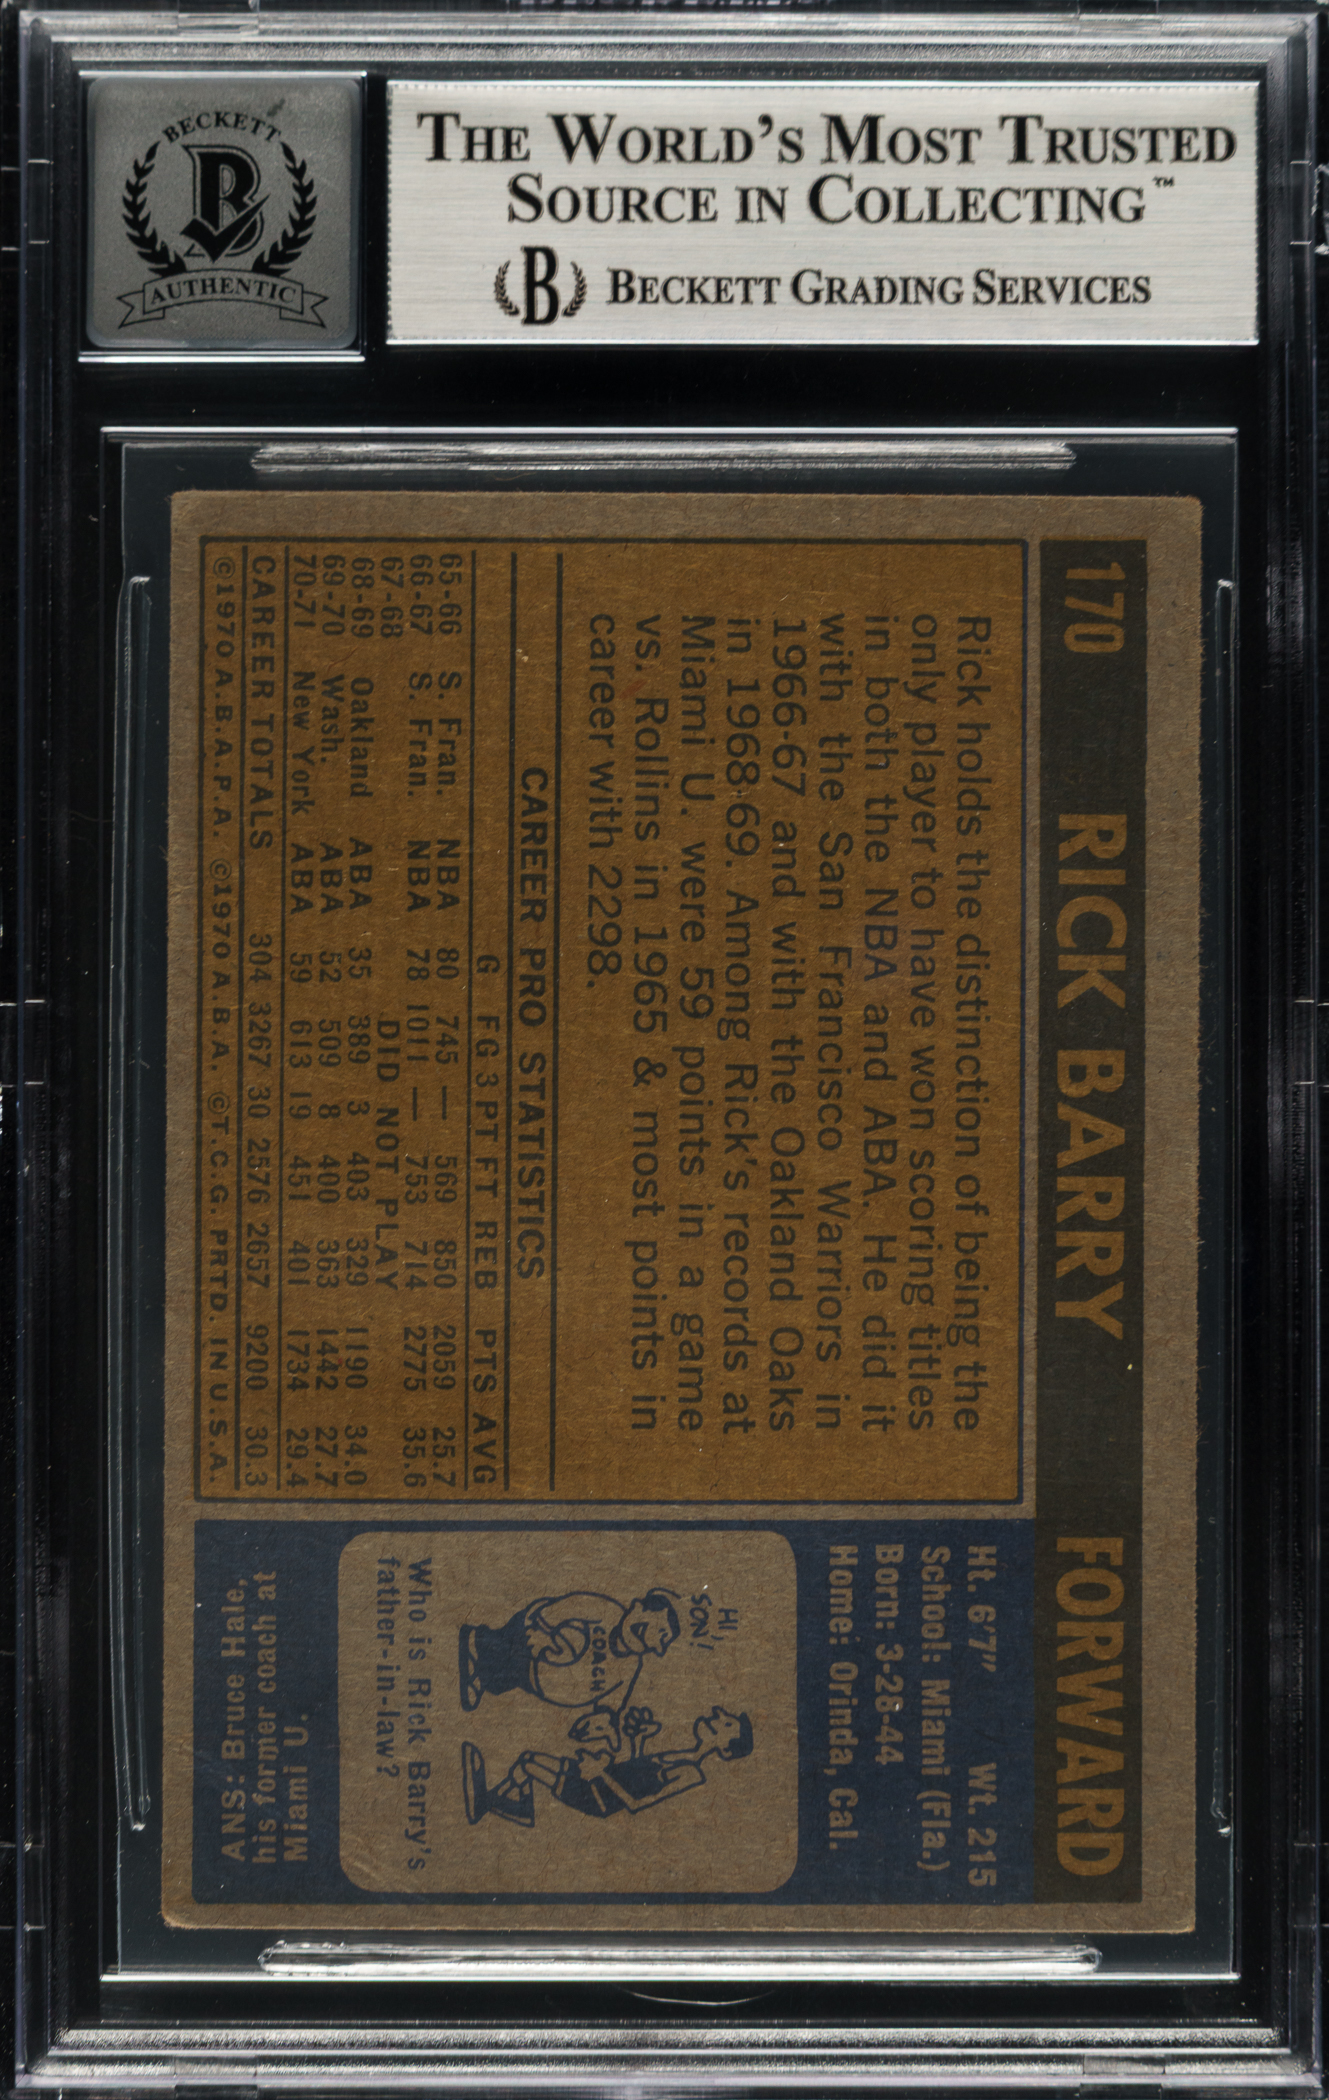 BECKETT
B
AUTHENTIC
THE WORLD'S MOST TRUSTED
SOURCE IN COLLECTING™
B BECKETT GRADING SERVICES
170 RICK BARRY FORWARD
Rick holds the distinction of being the
only player to have won scoring titles
in both the NBA and ABA. He did it
with the San Francisco Warriors in
1966-67 and with the Oakland Oaks
in 1968-69. Among Rick's records at
Miami U. were 59 points in a game
vs. Rollins in 1965 & most points in
career with 2298.
CAREER PRO STATISTICS
G FG 3PT FT REB PTS AVG
65-66 S. Fran. NBA 80 745 — 569 850 2059 25.7
66-67 S. Fran. NBA 78 1011 — 753 714 2775 35.6
67-68 DID NOT PLAY
68-69 Oakland ABA 35 389 3 403 329 1190 34.0
69-70 Wash. ABA 52 509 8 400 363 1442 27.7
70-71 New York ABA 59 613 19 451 401 1734 29.4
CAREER TOTALS 304 3267 30 2576 2657 9200 30.3
©1970 A.B.A.P.A. ©1970 A.B.A. ©T.C.G. PRTD. IN U.S.A.
Ht. 6'7" Wt. 215
School: Miami (Fla.)
Born: 3-28-44
Home: Orinda, Cal.
HI,
SON!
COACH
Who is Rick Barry's
father-in-law?
ANS: Bruce Hale,
his former coach at
Miami U.